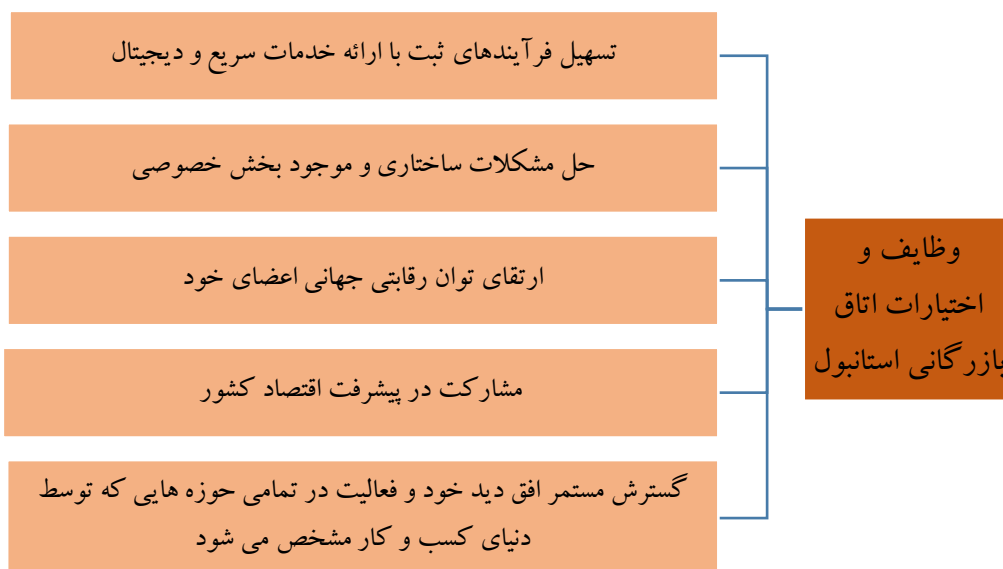 وظایف و
اختیارات اتاق
بازرگانی استانبول
تسهیل فرآیندهای ثبت با ارائه خدمات سریع و دیجیتال
حل مشکلات ساختاری و موجود بخش خصوصی
ارتقای توان رقابتی جهانی اعضای خود
مشارکت در پیشرفت اقتصاد کشور
گسترش مستمر افق دید خود و فعالیت در تمامی حوزه هایی که توسط
دنیای کسب و کار مشخص می شود